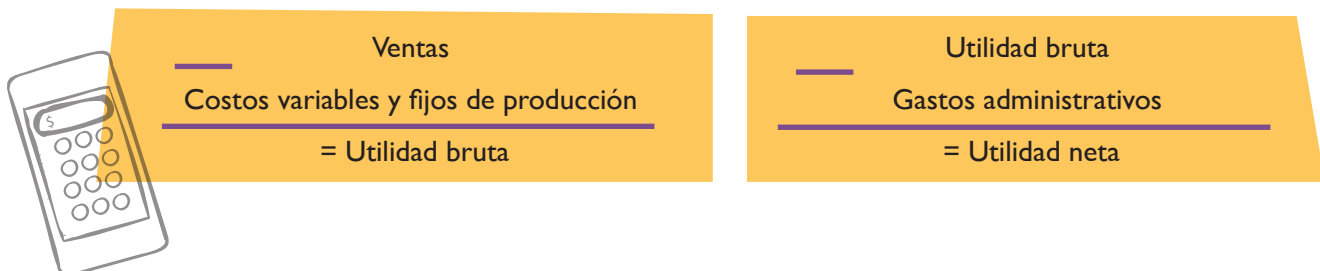 Ventas
Costos variables y fijos de producción
= Utilidad bruta
Utilidad bruta
Gastos administrativos
= Utilidad neta
$